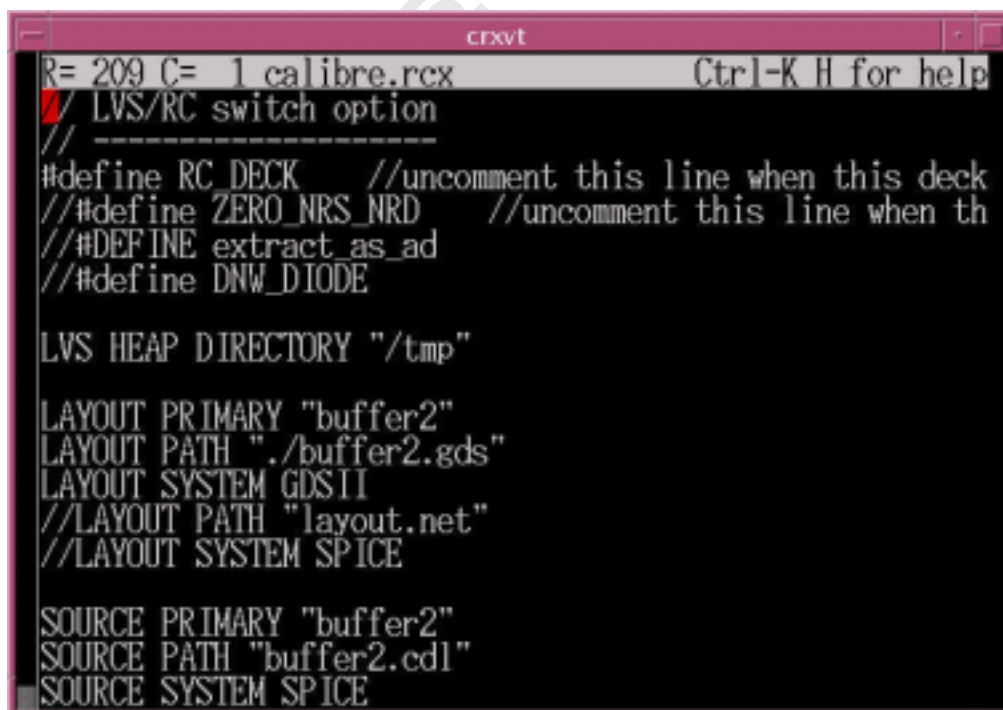 crxvt
R= 209 C=  1 calibre.rcx Ctrl-K H for help
// LVS/RC switch option
// --------------------
#define RC_DECK    //uncomment this line when this deck
//#define ZERO_NRS_NRD    //uncomment this line when th
//#DEFINE extract_as_ad
//#define DNW_DIODE
LVS HEAP DIRECTORY "/tmp"
LAYOUT PRIMARY "buffer2"
LAYOUT PATH "./buffer2.gds"
LAYOUT SYSTEM GDSII
//LAYOUT PATH "layout.net"
//LAYOUT SYSTEM SPICE
SOURCE PRIMARY "buffer2"
SOURCE PATH "buffer2.cdl"
SOURCE SYSTEM SPICE